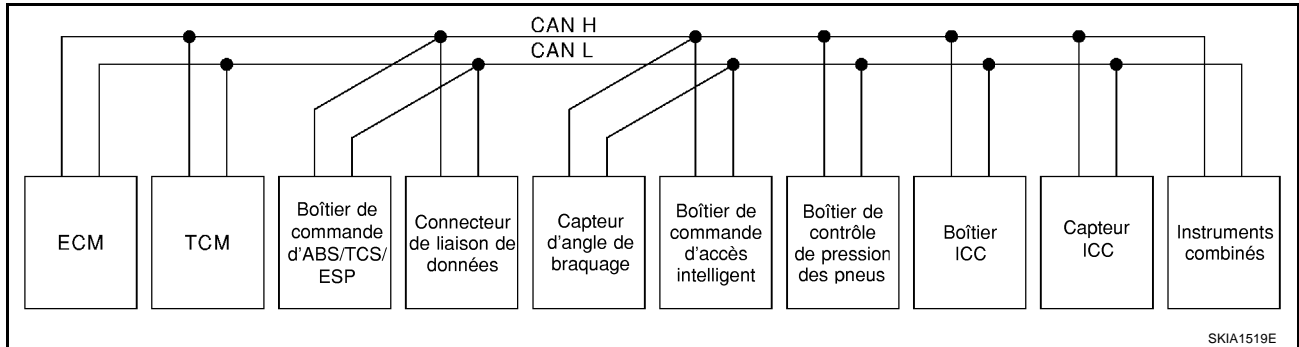 CAN H
CAN L
ECM
TCM
Boîtier de
commande
d'ABS/TCS/
ESP
Connecteur
de liaison de
données
Capteur
d'angle de
braquage
Boîtier de
commande
d'accès
intelligent
Boîtier de
contrôle
de pression
des pneus
Boîtier
ICC
Capteur
ICC
Instruments
combinés
SKIA1519E